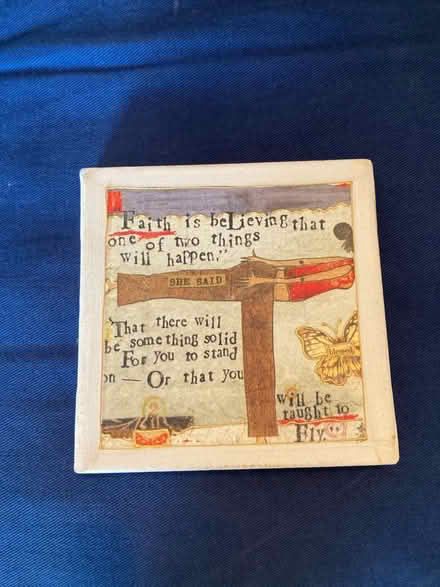 "Faith is beLieving that
one of two things
will happen,"
SHE SAID
"That there will
be something solid
For you to stand
on — Or that you
will be
taught to
Fly."